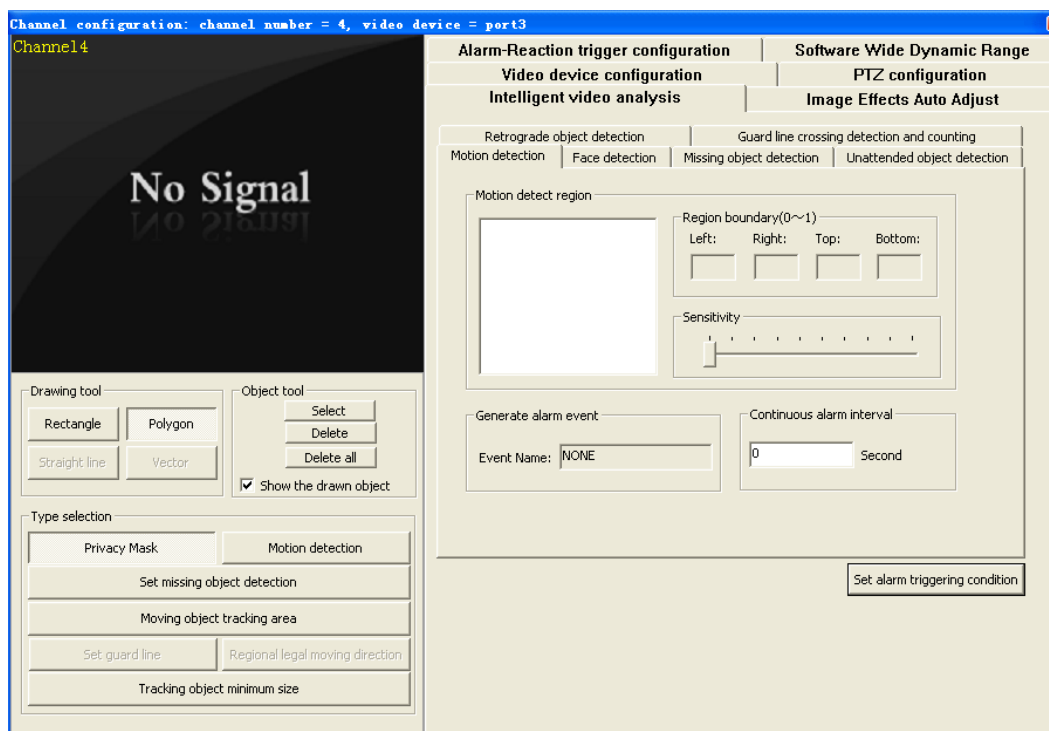 Channel configuration: channel number = 4, video device = port3
Channel4
No Signal
Alarm-Reaction trigger configuration
Software Wide Dynamic Range
Video device configuration
PTZ configuration
Intelligent video analysis
Image Effects Auto Adjust
Retrograde object detection
Guard line crossing detection and counting
Motion detection
Face detection
Missing object detection
Unattended object detection
Motion detect region
Region boundary(0～1)
Left: Right: Top: Bottom:
Sensitivity
Generate alarm event
Event Name: NONE
Continuous alarm interval
0 Second
Set alarm triggering condition
Drawing tool
Rectangle
Polygon
Straight line
Vector
Object tool
Select
Delete
Delete all
Show the drawn object
Type selection
Privacy Mask
Motion detection
Set missing object detection
Moving object tracking area
Set guard line
Regional legal moving direction
Tracking object minimum size